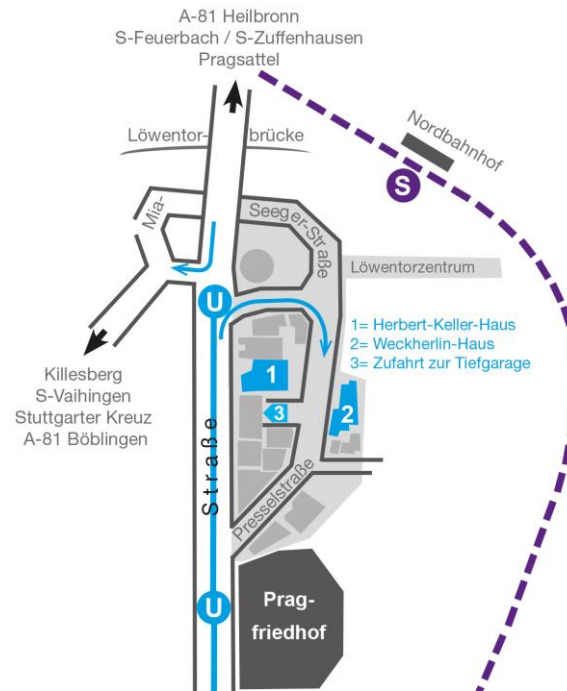 A-81 Heilbronn
S-Feuerbach / S-Zuffenhausen
Pragsattel
Löwentor-brücke
Nordbahnhof
S
Mia-
Seeger-Straße
Löwentorzentrum
U
1= Herbert-Keller-Haus
2= Weckherlin-Haus
3= Zufahrt zur Tiefgarage
1
3
2
Killesberg
S-Vaihingen
Stuttgarter Kreuz
A-81 Böblingen
Straße
Presselstraße
U
Prag-
friedhof